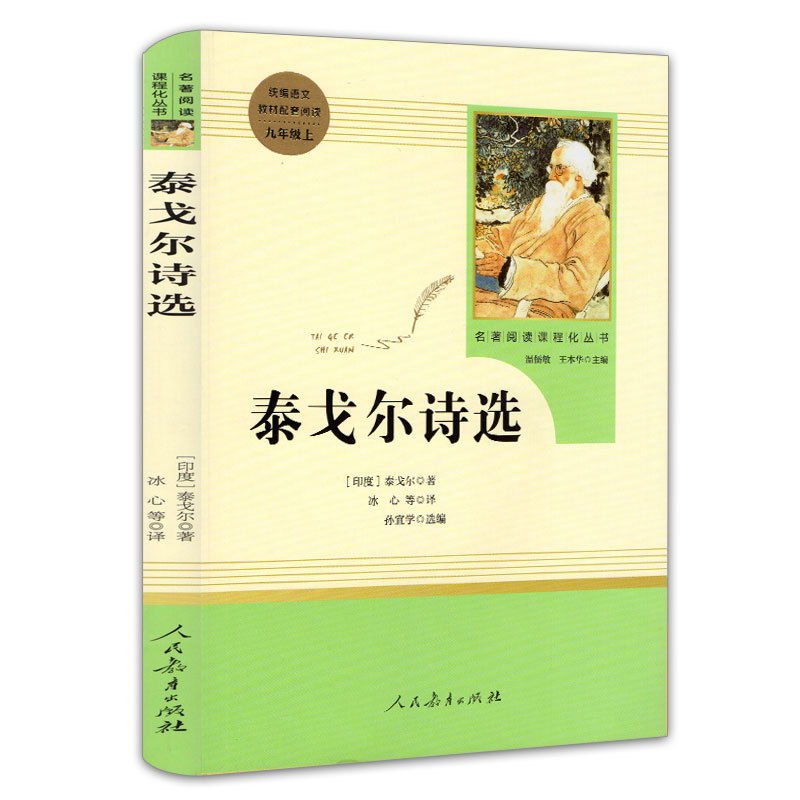 名著阅读
课程化丛书
泰戈尔诗选
[印度]泰戈尔◎著
冰心等◎译
人民教育出版社
统编语文
教材配套阅读
九年级上
名著阅读课程化丛书
温儒敏 王本华◎主编
TAI GE ER
SHI XUAN
泰戈尔诗选
[印度]泰戈尔◎著
冰 心 等◎译
孙宜学◎选编
人民教育出版社